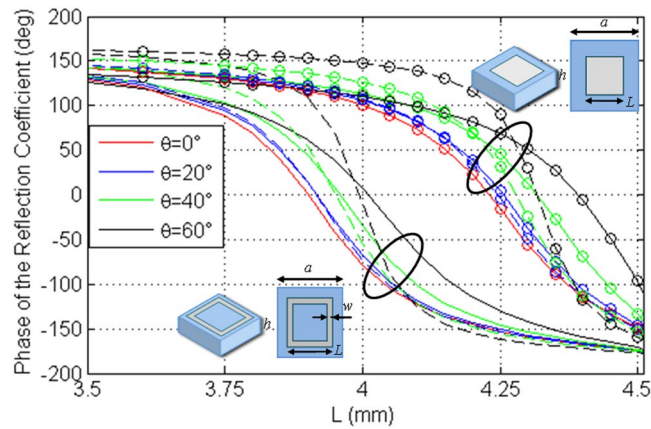 Phase of the Reflection Coefficient (deg)
200
150
100
50
0
-50
-100
-150
-200
3.5
3.75
4
4.25
4.5
L (mm)
θ=0°
θ=20°
θ=40°
θ=60°
a
h
L
a
w
h
L